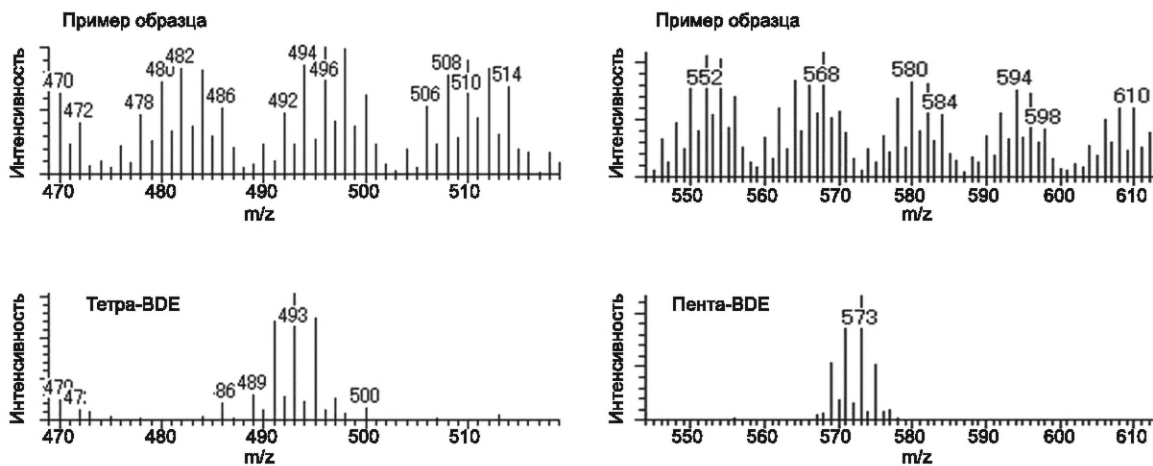 Пример образца
Интенсивность
470 472 478 480 482 486 492 494 496 506 508 510 514
470 480 490 500 510
m/z
Пример образца
Интенсивность
552 568 580 584 594 598 610
550 560 570 580 590 600 610
m/z
Тетра-BDE
Интенсивность
489 493 500
470 480 490 500 510
m/z
Пента-BDE
Интенсивность
573
550 560 570 580 590 600 610
m/z